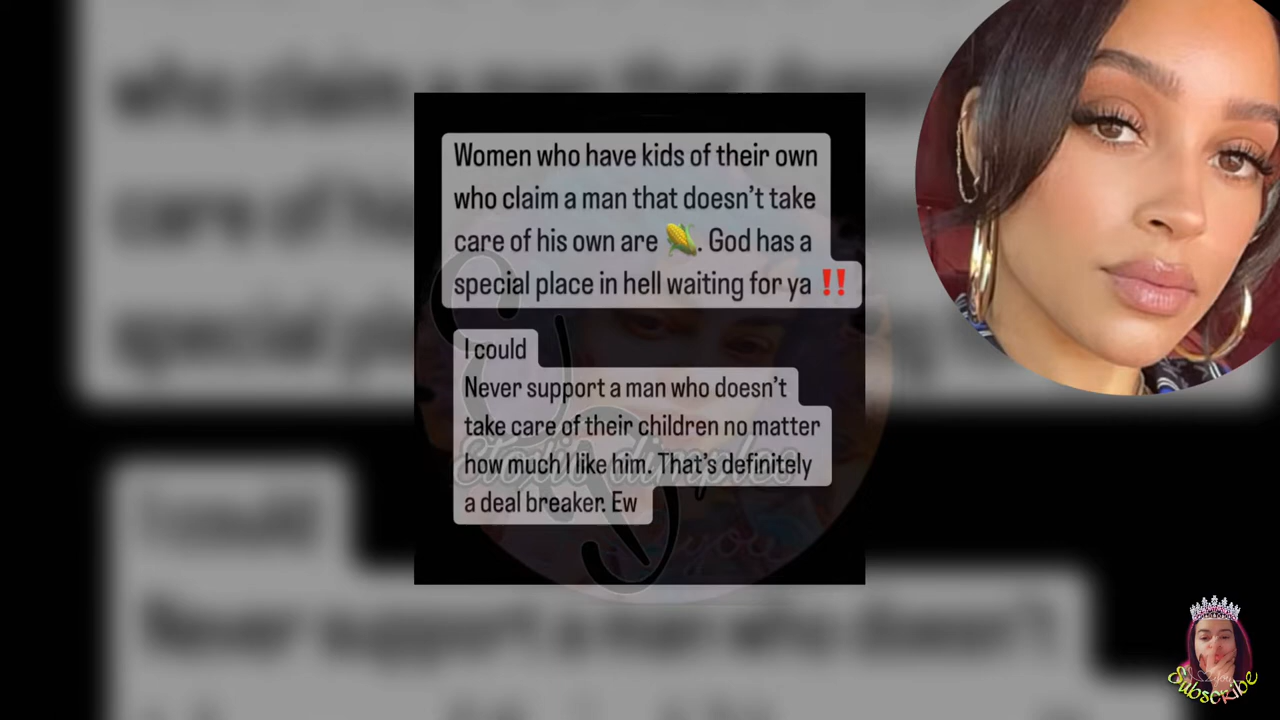 Women who have kids of their own
who claim a man that doesn't take
care of his own are 🌽. God has a
special place in hell waiting for ya ‼️
I could
Never support a man who doesn't
take care of their children no matter
how much I like him. That's definitely
a deal breaker. Ew
you
Subscribe